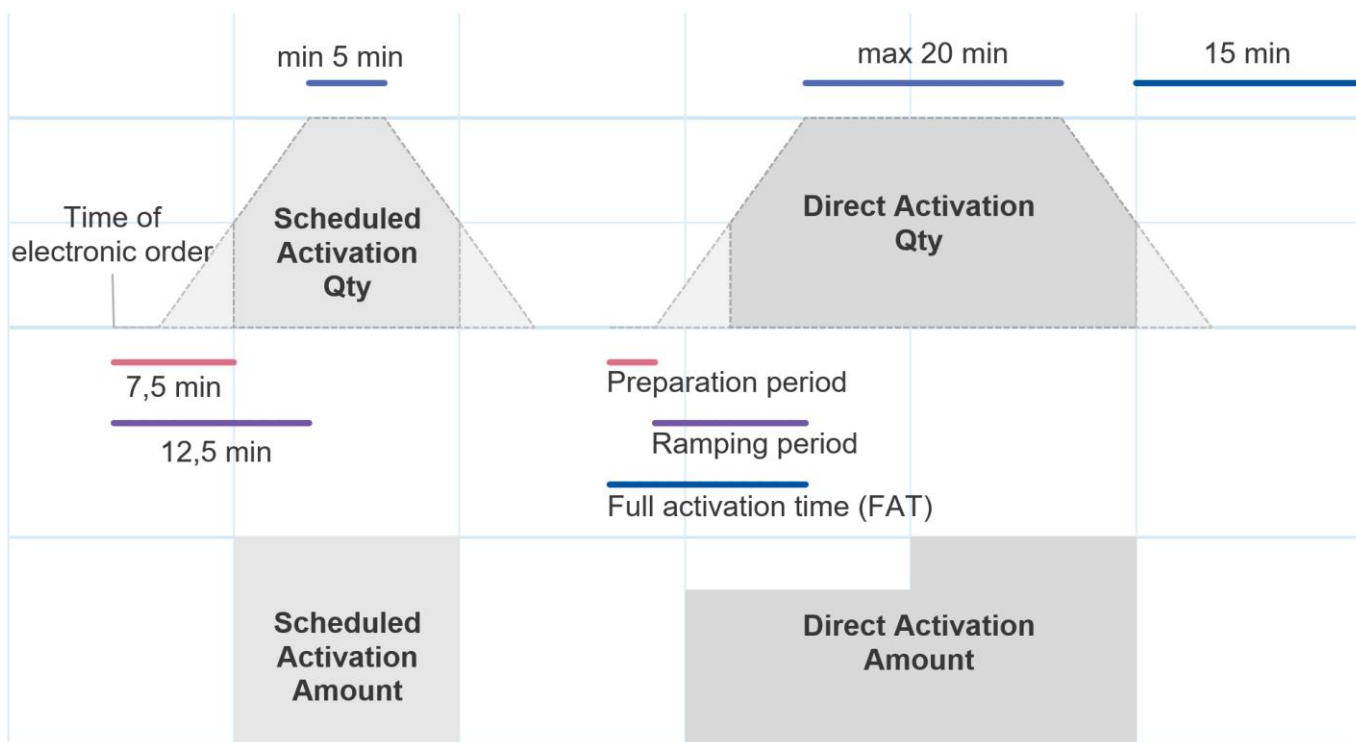 min 5 min
max 20 min
15 min
Time of
electronic order
Scheduled
Activation
Qty
Direct Activation
Qty
7,5 min
12,5 min
Preparation period
Ramping period
Full activation time (FAT)
Scheduled
Activation
Amount
Direct Activation
Amount